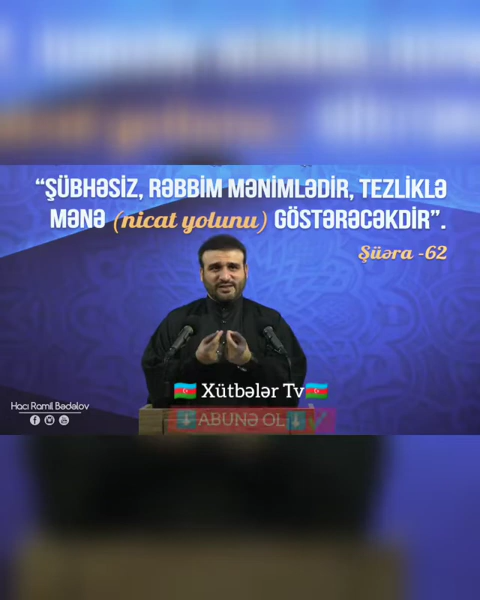 “ŞÜBHƏSİZ, RƏBBİM MƏNİMLƏDİR, TEZLİKLƏ
MƏNƏ (nicat yolunu) GÖSTƏRƏCƏKDİR”.
Şüəra -62
🇦🇿 Xütbələr Tv🇦🇿
⬇ABUNƏ OL⬇
Hacı Ramil Bədəlov